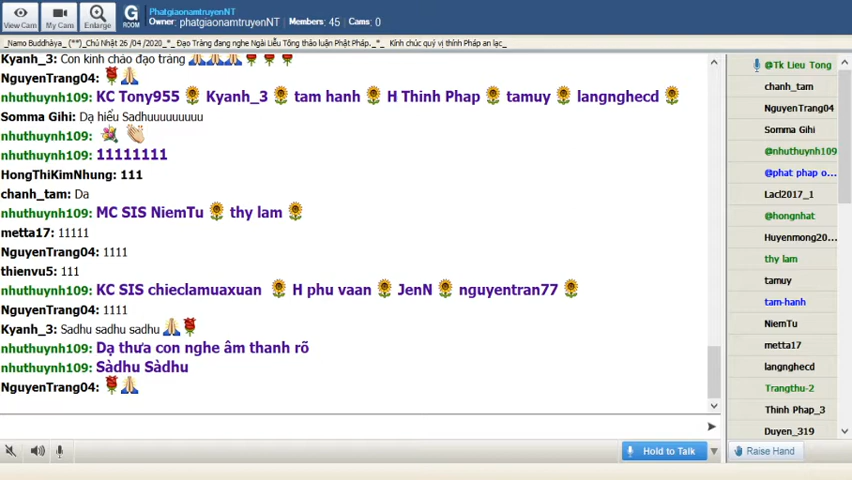 View Cam
My Cam
Enlarge
G ROOM
PhatgiaonamtruyenNT
Owner: phatgiaonamtruyenNT Members: 45 Cams: 0
_Namo Buddhàya_ (**)_Chủ Nhật 26 /04 /2020_*_ Đạo Tràng đang nghe Ngài Liễu Tông thảo luận Phật Pháp._*_ Kính chúc quý vị thính Pháp an lạc_
Kyanh_3: Con kính chào đạo tràng
NguyenTrang04:
nhuthuynh109: KC Tony955 Kyanh_3 tam hanh H Thinh Phap tamuy langnghecd
Somma Gihi: Dạ hiểu Sadhuuuuuuuuu
nhuthuynh109:
nhuthuynh109: 11111111
HongThiKimNhung: 111
chanh_tam: Da
nhuthuynh109: MC SIS NiemTu thy lam
metta17: 11111
NguyenTrang04: 1111
thienvu5: 111
nhuthuynh109: KC SIS chieclamuaxuan H phu vaan JenN nguyentran77
NguyenTrang04: 1111
Kyanh_3: Sadhu sadhu sadhu
nhuthuynh109: Dạ thưa con nghe âm thanh rõ
nhuthuynh109: Sàdhu Sàdhu
NguyenTrang04:
@Tk Lieu Tong
chanh_tam
NguyenTrang04
Somma Gihi
@nhuthuynh109
@phat phap o...
Lacl2017_1
@hongnhat
Huyenmong20...
thy lam
tamuy
tam-hanh
NiemTu
metta17
langnghecd
Trangthu-2
Thinh Phap_3
Duyen_319
Hold to Talk
Raise Hand